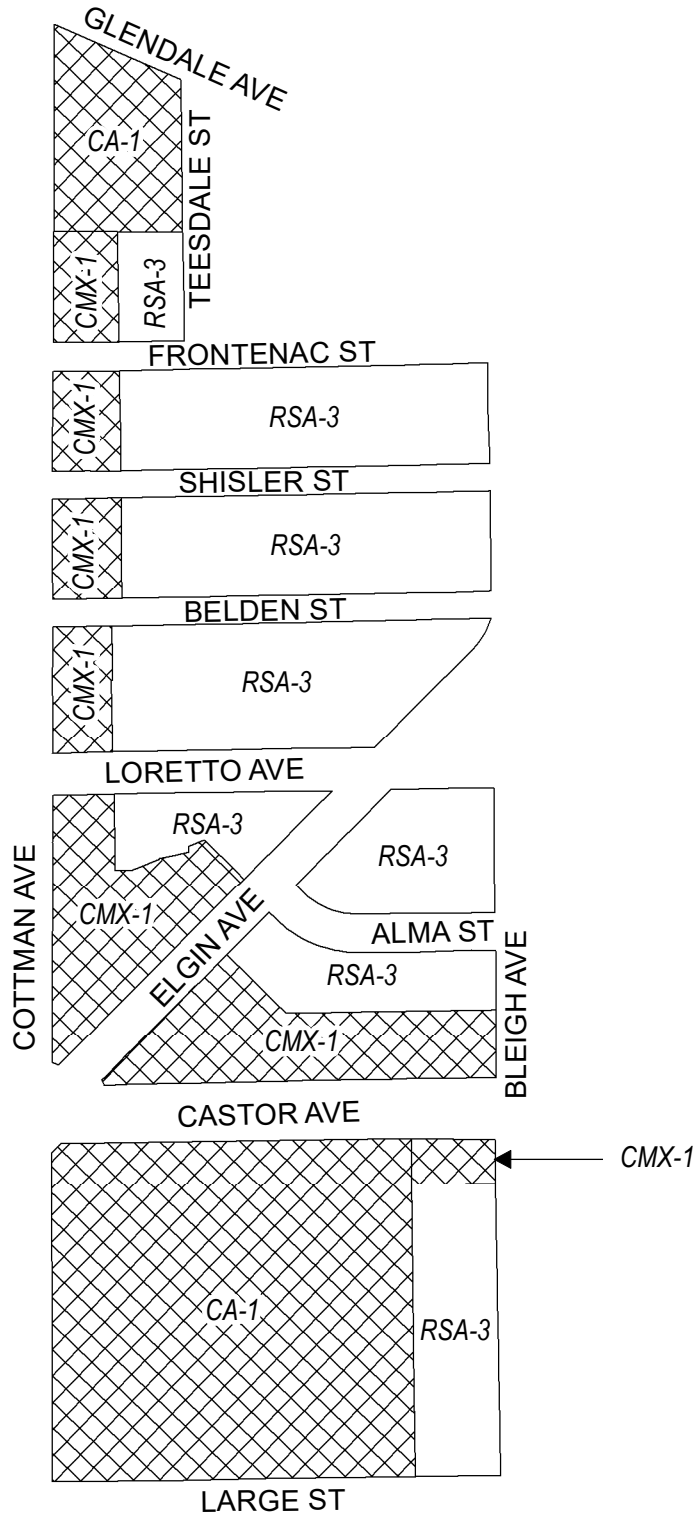 GLENDALE AVE
CA-1
TEESDALE ST
CMX-1
RSA-3
FRONTENAC ST
CMX-1
RSA-3
SHISLER ST
CMX-1
RSA-3
BELDEN ST
CMX-1
RSA-3
LORETTO AVE
RSA-3
RSA-3
COTTMAN AVE
CMX-1
ELGIN AVE
ALMA ST
RSA-3
BLEIGH AVE
CMX-1
CASTOR AVE
CMX-1
CA-1
RSA-3
LARGE ST